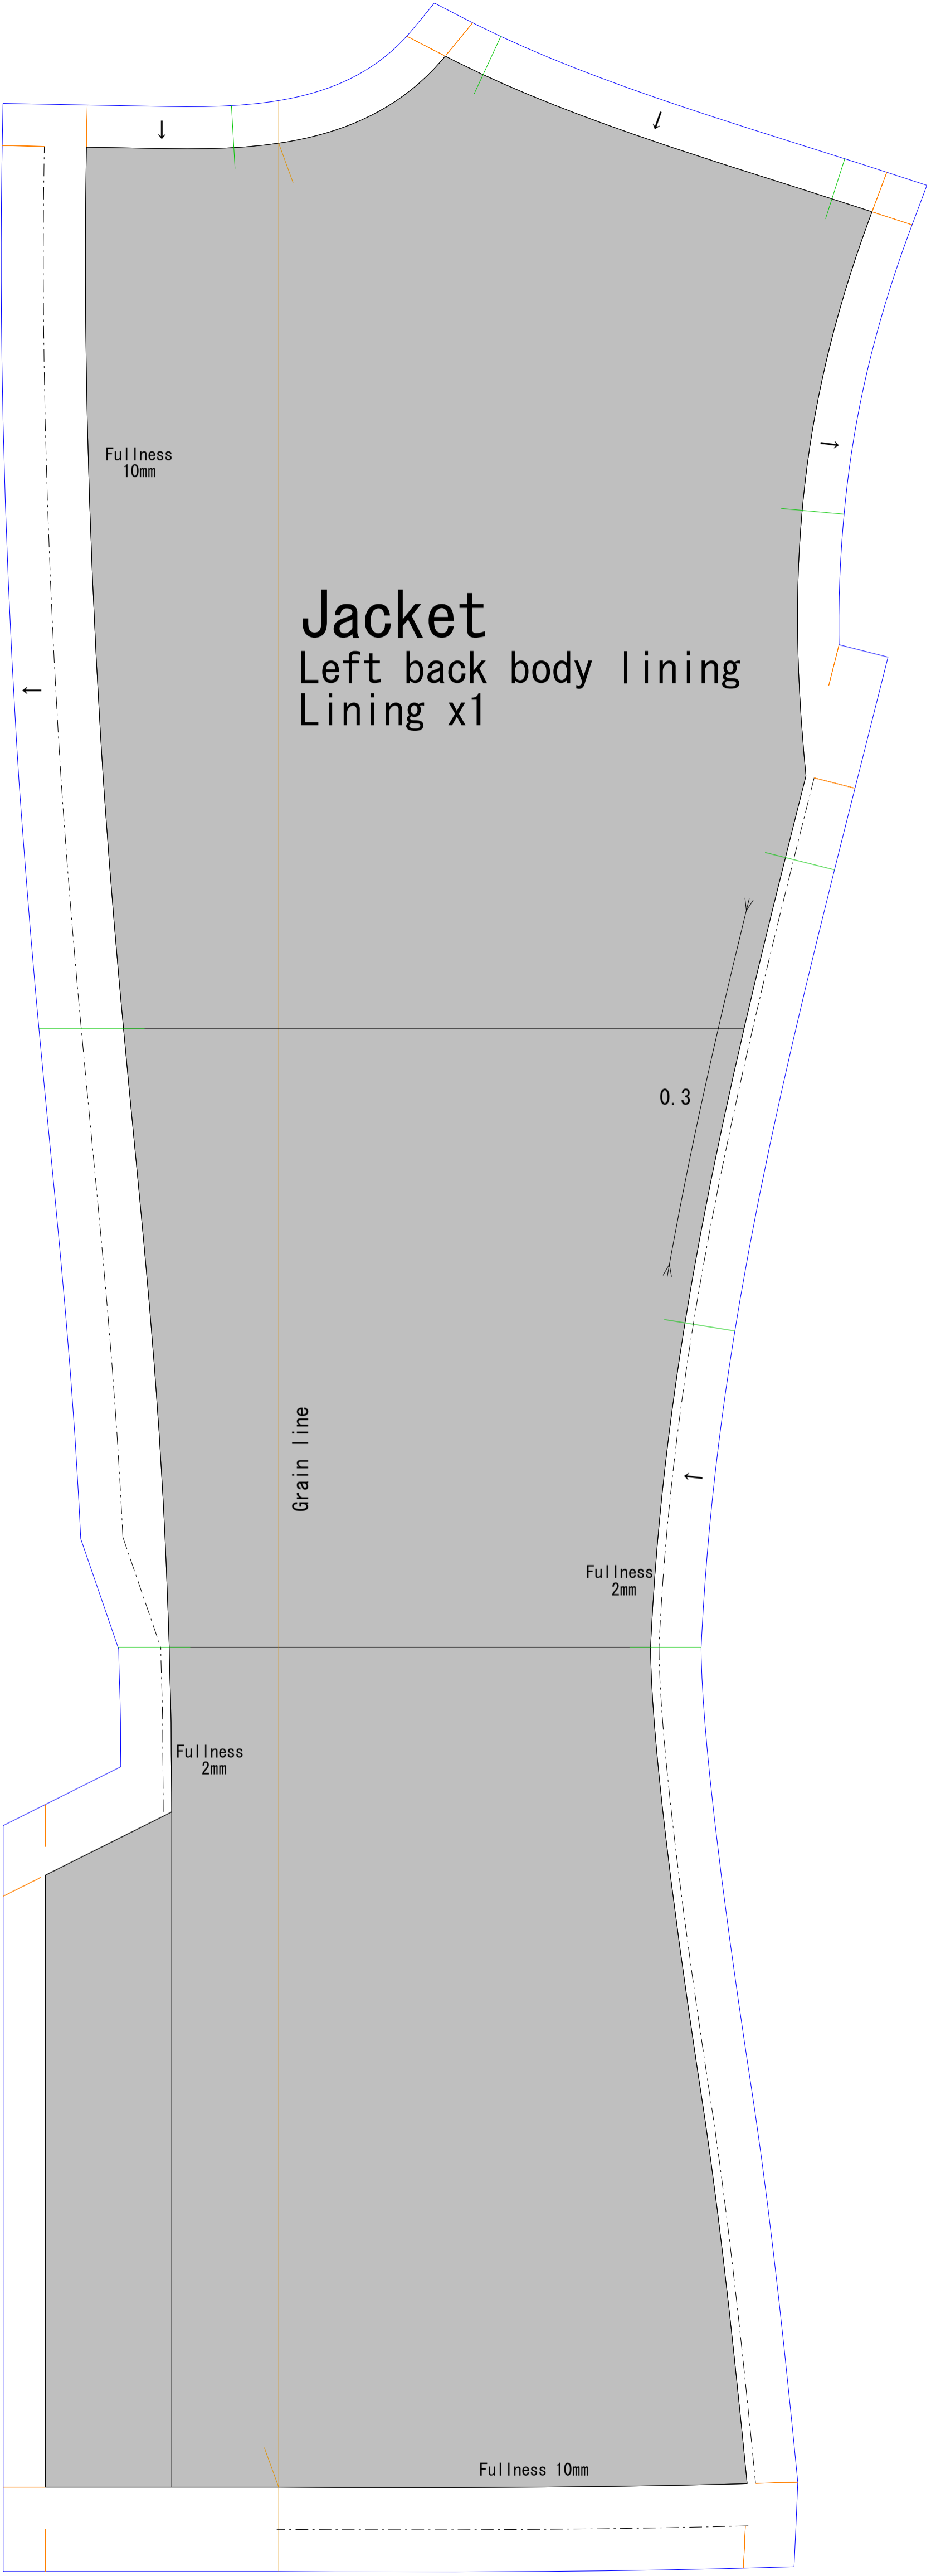 Fullness
10mm
Jacket
Left back body lining
Lining x1
0.3
Grain line
Fullness
2mm
Fullness
2mm
Fullness 10mm